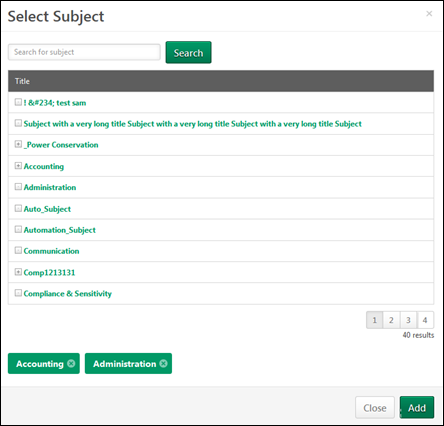 Select Subject
×
Search for subject
Search
Title
! &#234; test sam
Subject with a very long title Subject with a very long title Subject with a very long title Subject
_Power Conservation
Accounting
Administration
Auto_Subject
Automation_Subject
Communication
Comp1213131
Compliance & Sensitivity
1 2 3 4
40 results
Accounting Administration
Close Add